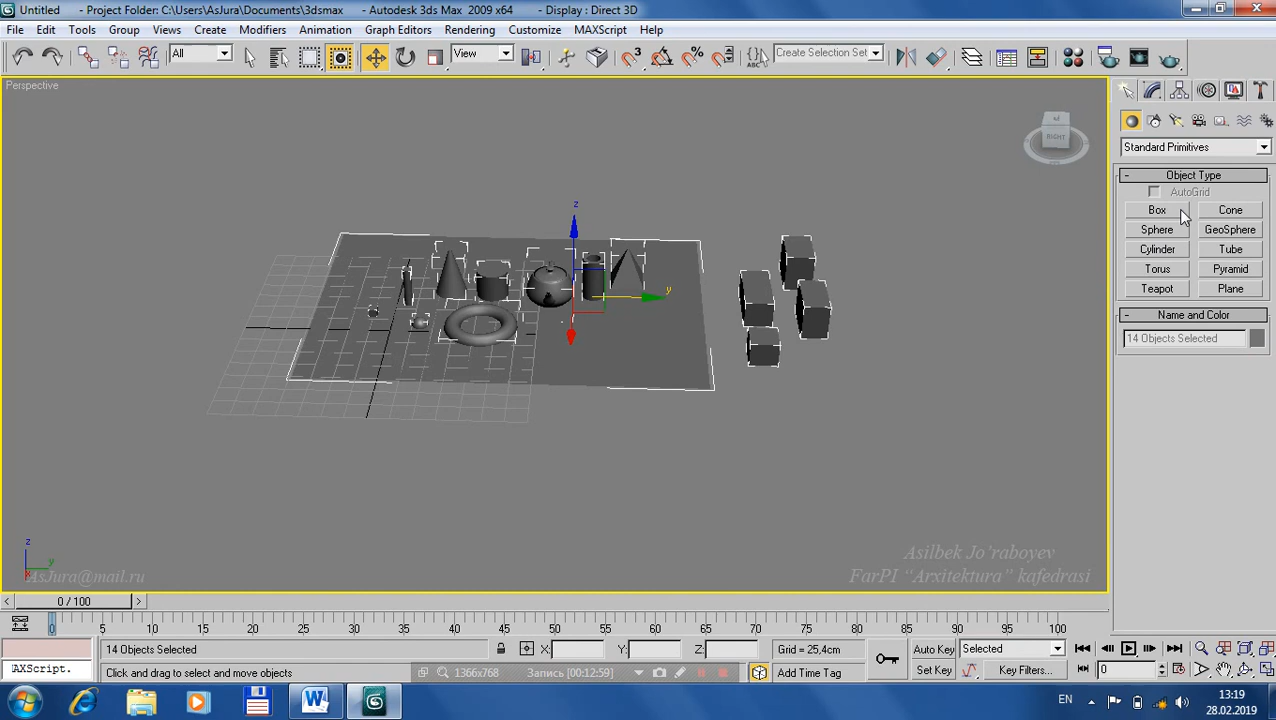 Untitled - Project Folder: C:\Users\AsJura\Documents\3dsmax - Autodesk 3ds Max 2009 x64 - Display : Direct 3D
File Edit Tools Group Views Create Modifiers Animation Graph Editors Rendering Customize MAXScript Help
All View Create Selection Set
Perspective
RIGHT
Standard Primitives
- Object Type
AutoGrid
Box Cone
Sphere GeoSphere
Cylinder Tube
Torus Pyramid
Teapot Plane
- Name and Color
14 Objects Selected
z
y
z
y
x
AsJura@mail.ru
Asilbek Jo'raboyev
FarPI "Arxitektura" kafedrasi
< 0 / 100 >
0 5 10 15 20 25 30 35 40 45 50 55 60 65 70 75 80 85 90 95 100
14 Objects Selected X: Y: Z: Grid = 25,4cm Auto Key Selected
AXScript. Click and drag to select and move objects 1366x768 Запись [00:12:59] Add Time Tag Set Key Key Filters... 0
EN 13:19
28.02.2019